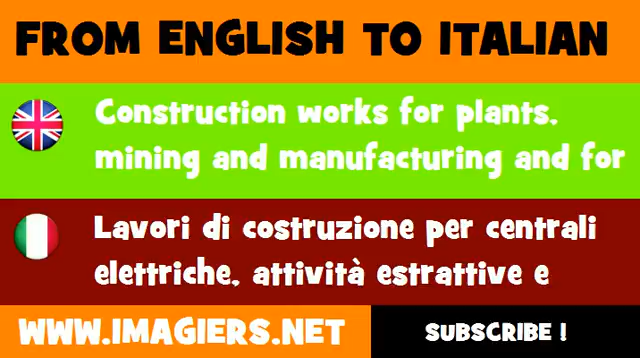 FROM ENGLISH TO ITALIAN
Construction works for plants,
mining and manufacturing and for
Lavori di costruzione per centrali
elettriche, attività estrattive e
WWW.IMAGIERS.NET
SUBSCRIBE !